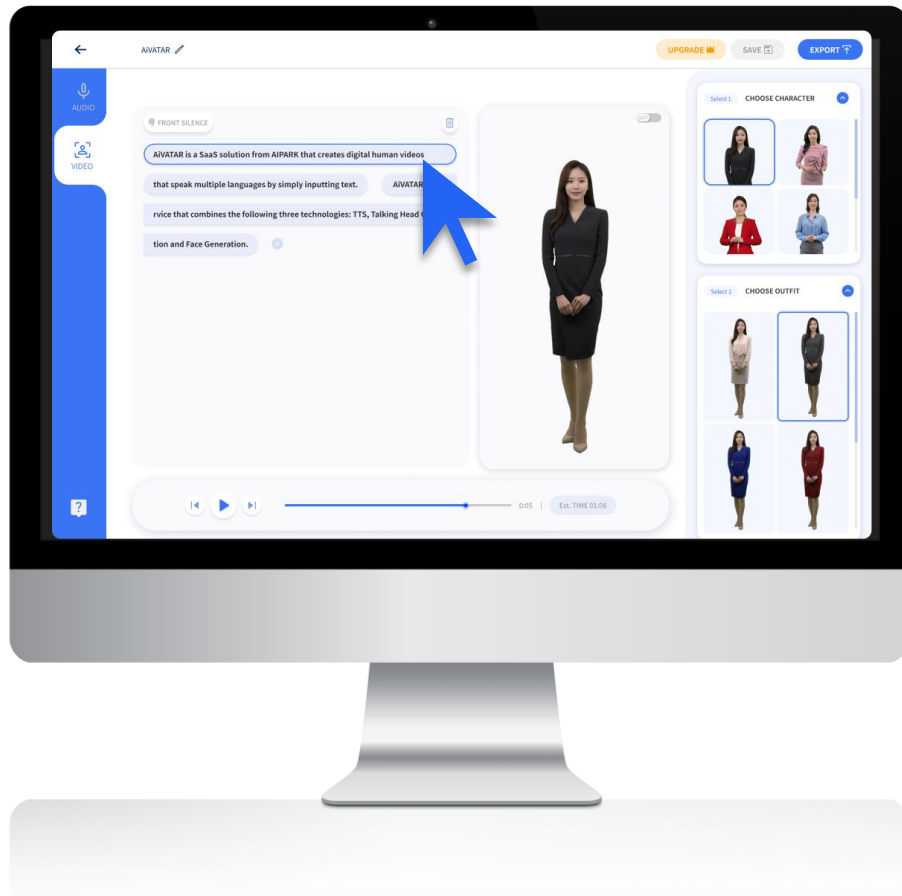 AiVATAR
UPGRADE
SAVE
EXPORT
AUDIO
VIDEO
FRONT SILENCE
AiVATAR is a SaaS solution from AIPARK that creates digital human videos
that speak multiple languages by simply inputting text. AiVATAR
rvice that combines the following three technologies: TTS, Talking Head
tion and Face Generation.
OFF
Select 1 CHOOSE CHARACTER
Select 2 CHOOSE OUTFIT
0:05 | Est. TIME 01:08
?